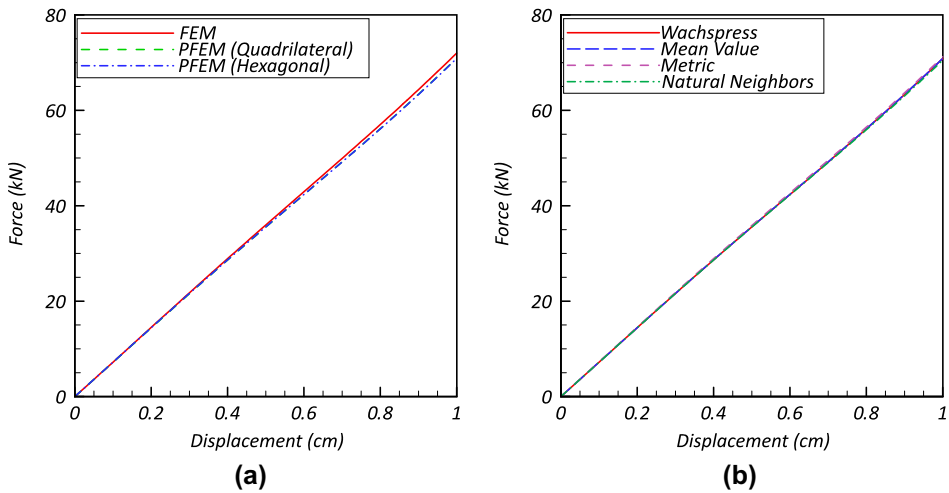 80
60
40
20
0
Force (kN)
FEM
PFEM (Quadrilateral)
PFEM (Hexagonal)
0 0.2 0.4 0.6 0.8 1
Displacement (cm)
(a)
80
60
40
20
0
Force (kN)
Wachspress
Mean Value
Metric
Natural Neighbors
0 0.2 0.4 0.6 0.8 1
Displacement (cm)
(b)